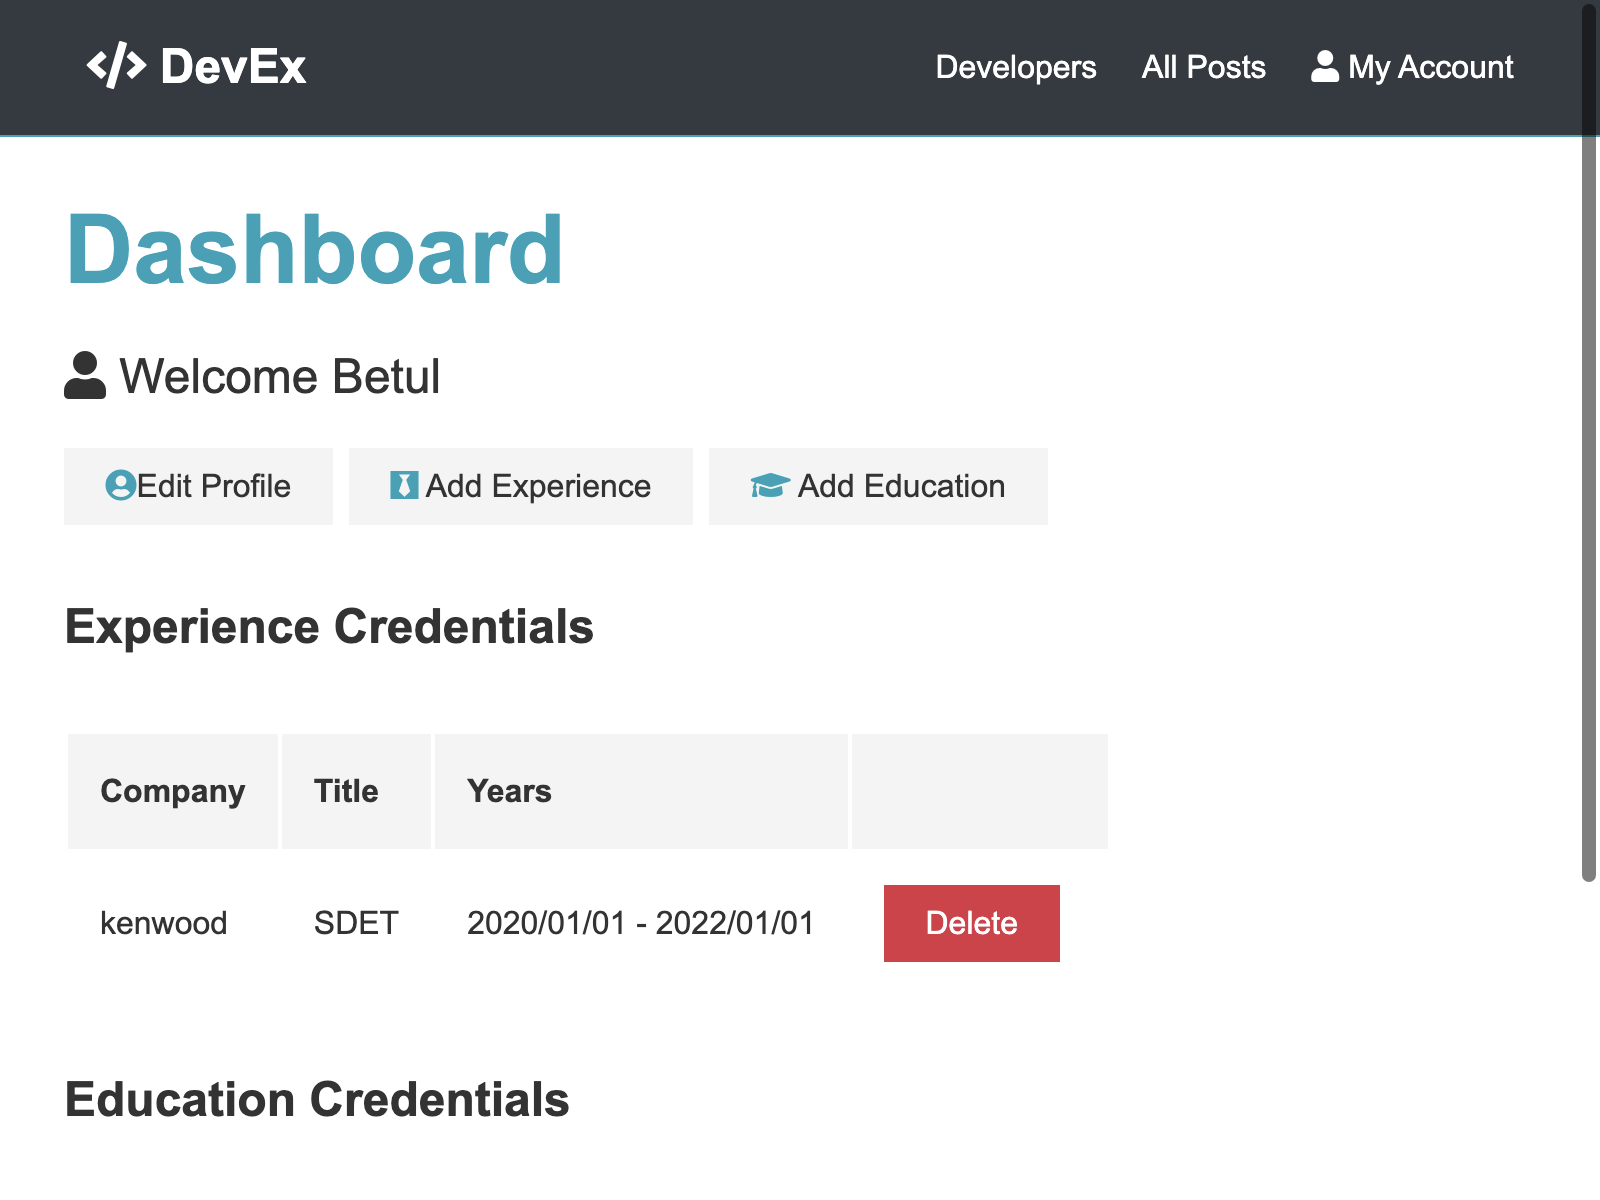 DevEx Developers All Posts My Account
Dashboard
Welcome Betul
Edit Profile Add Experience Add Education
Experience Credentials
Company Title Years
kenwood SDET 2020/01/01 - 2022/01/01 Delete
Education Credentials